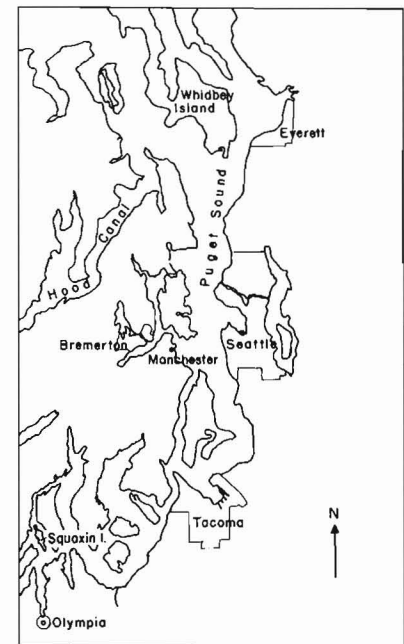 Whidbey
Island
Everett
Puget Sound
Hood Canal
Bremerton
Manchester
Seattle
Tacoma
N
Squaxin I.
Olympia